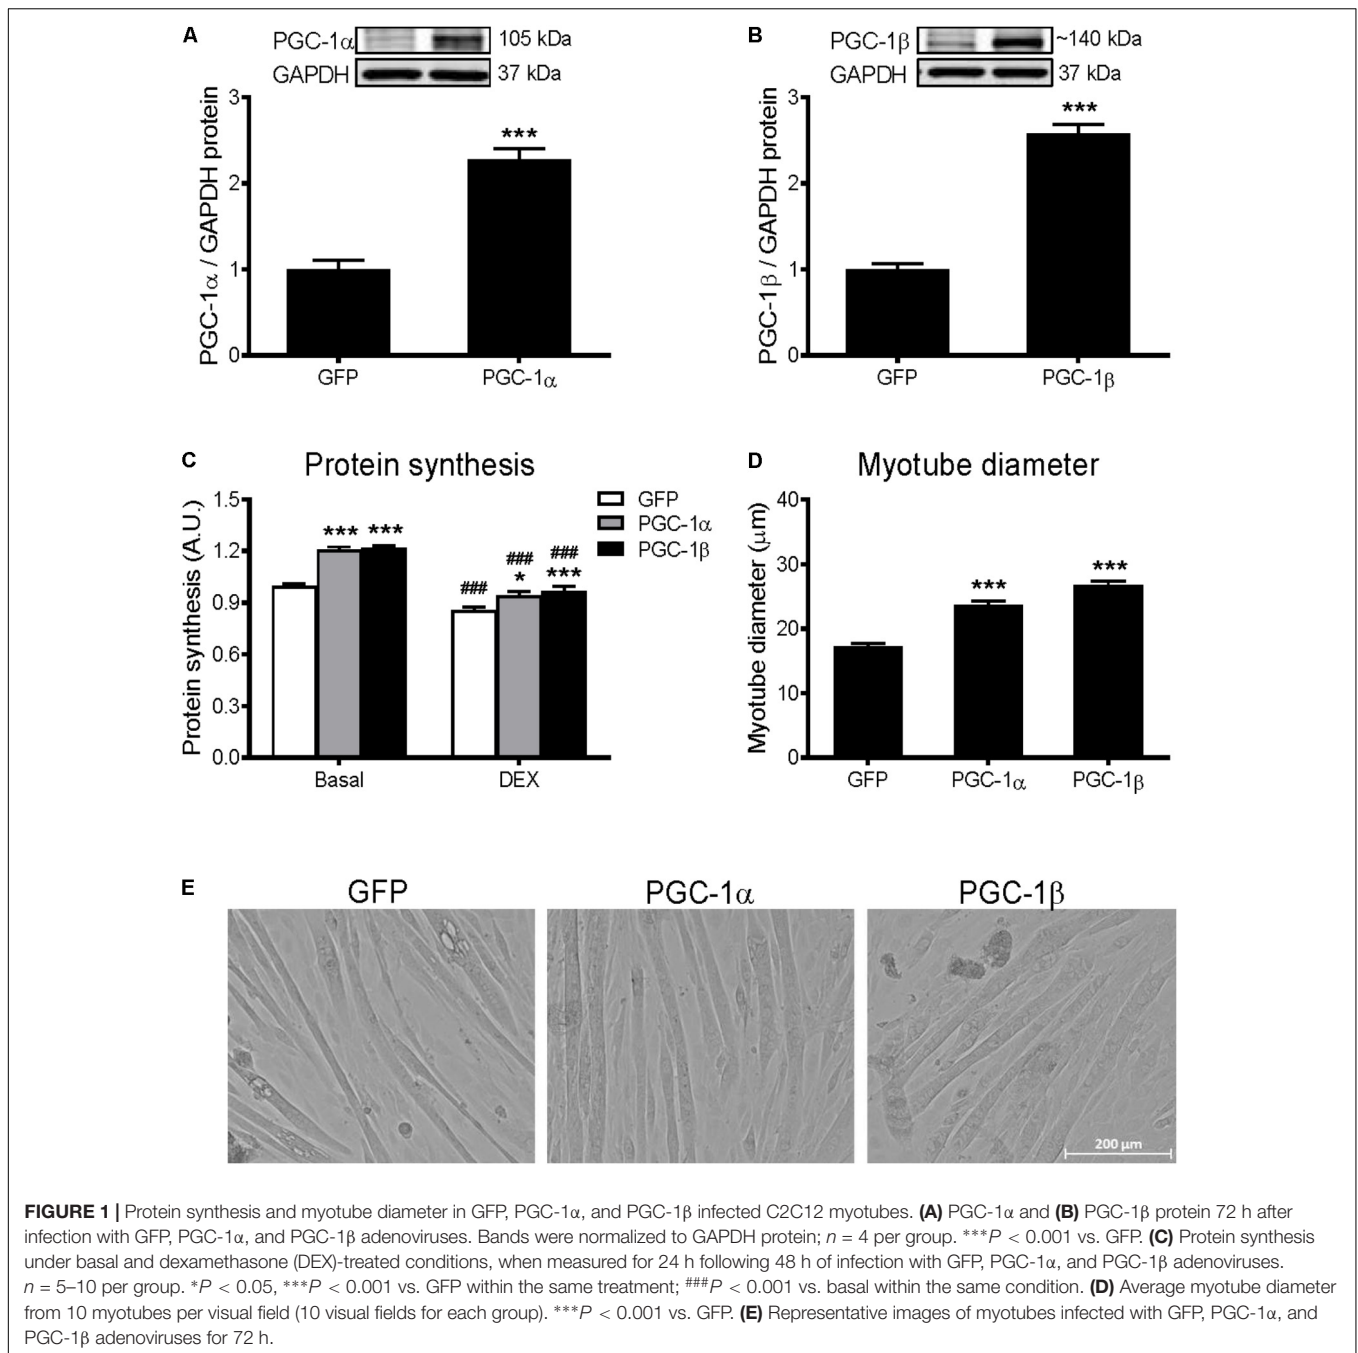 A
PGC-1α 105 kDa
GAPDH 37 kDa
PGC-1α / GAPDH protein
3
2
1
0
***
GFP PGC-1α
B
PGC-1β ~140 kDa
GAPDH 37 kDa
PGC-1β / GAPDH protein
3
2
1
0
***
GFP PGC-1β
C
Protein synthesis
Protein synthesis (A.U.)
1.5
1.2
0.9
0.6
0.3
0.0
*** ***
### ### ###
* ***
Basal DEX
GFP
PGC-1α
PGC-1β
D
Myotube diameter
Myotube diameter (μm)
40
30
20
10
0
*** ***
GFP PGC-1α PGC-1β
E
GFP PGC-1α PGC-1β
200 μm
FIGURE 1 | Protein synthesis and myotube diameter in GFP, PGC-1α, and PGC-1β infected C2C12 myotubes. (A) PGC-1α and (B) PGC-1β protein 72 h after
infection with GFP, PGC-1α, and PGC-1β adenoviruses. Bands were normalized to GAPDH protein; n = 4 per group. ***P < 0.001 vs. GFP. (C) Protein synthesis
under basal and dexamethasone (DEX)-treated conditions, when measured for 24 h following 48 h of infection with GFP, PGC-1α, and PGC-1β adenoviruses.
n = 5–10 per group. *P < 0.05, ***P < 0.001 vs. GFP within the same treatment; ###P < 0.001 vs. basal within the same condition. (D) Average myotube diameter
from 10 myotubes per visual field (10 visual fields for each group). ***P < 0.001 vs. GFP. (E) Representative images of myotubes infected with GFP, PGC-1α, and
PGC-1β adenoviruses for 72 h.